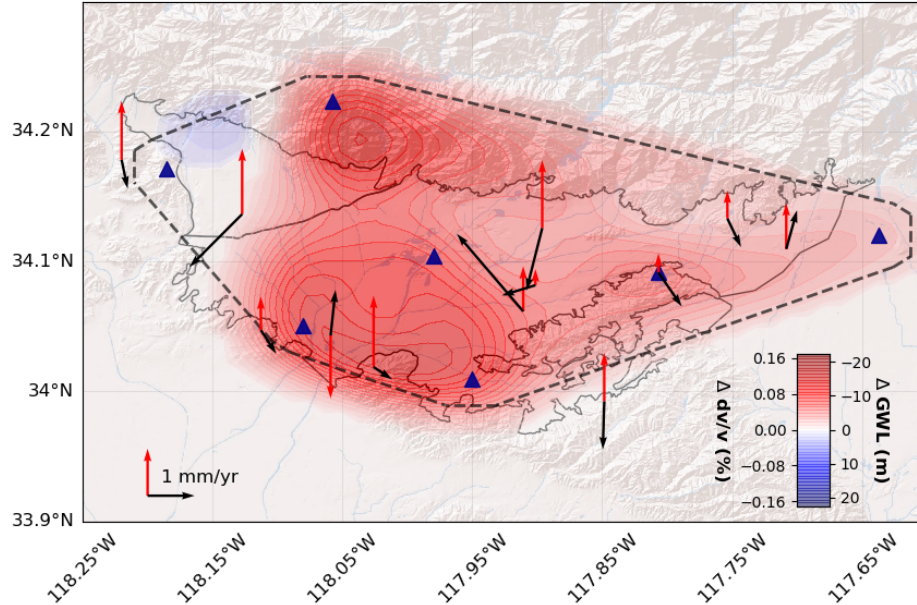 34.2°N
34.1°N
34°N
33.9°N
118.25°W
118.15°W
118.05°W
117.95°W
117.85°W
117.75°W
117.65°W
1 mm/yr
Δ dv/v (%)
0.16
0.08
0.00
−0.08
−0.16
−20
−10
0
10
20
Δ GWL (m)